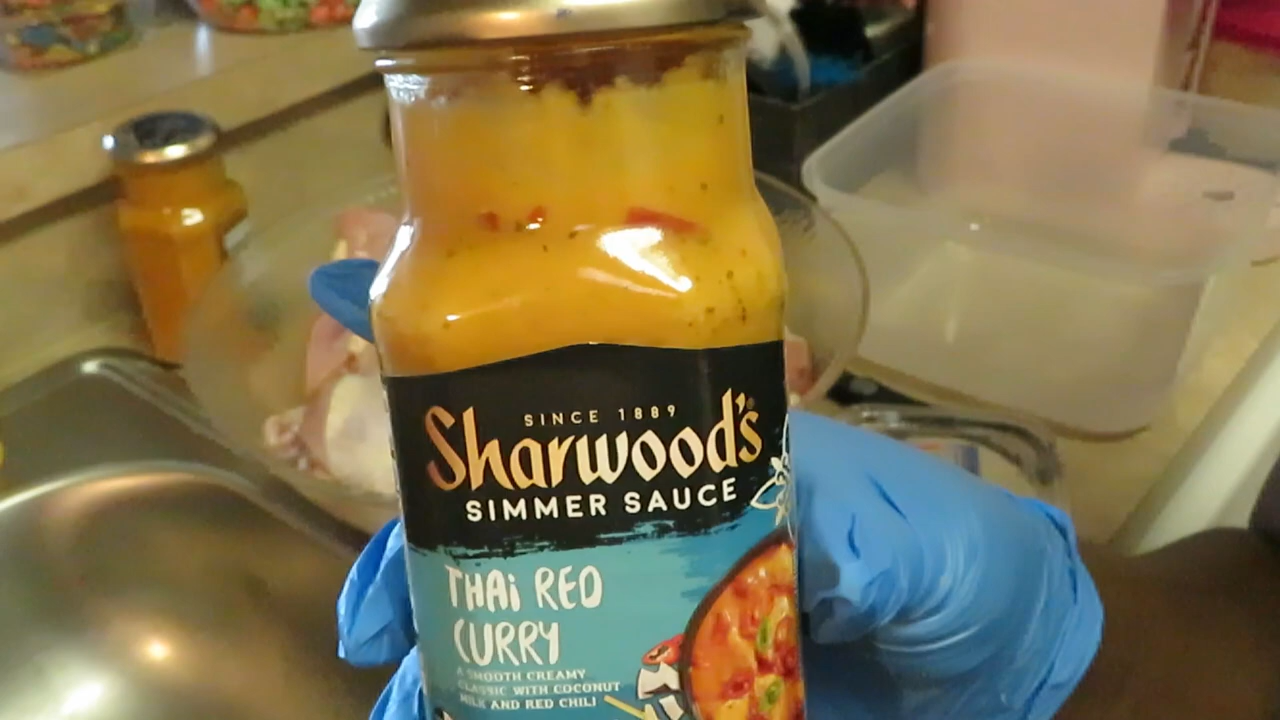 SINCE 1889
Sharwood's
SIMMER SAUCE
THAI RED
CURRY
A SMOOTH CREAMY
CLASSIC WITH COCONUT
MILK AND RED CHILI